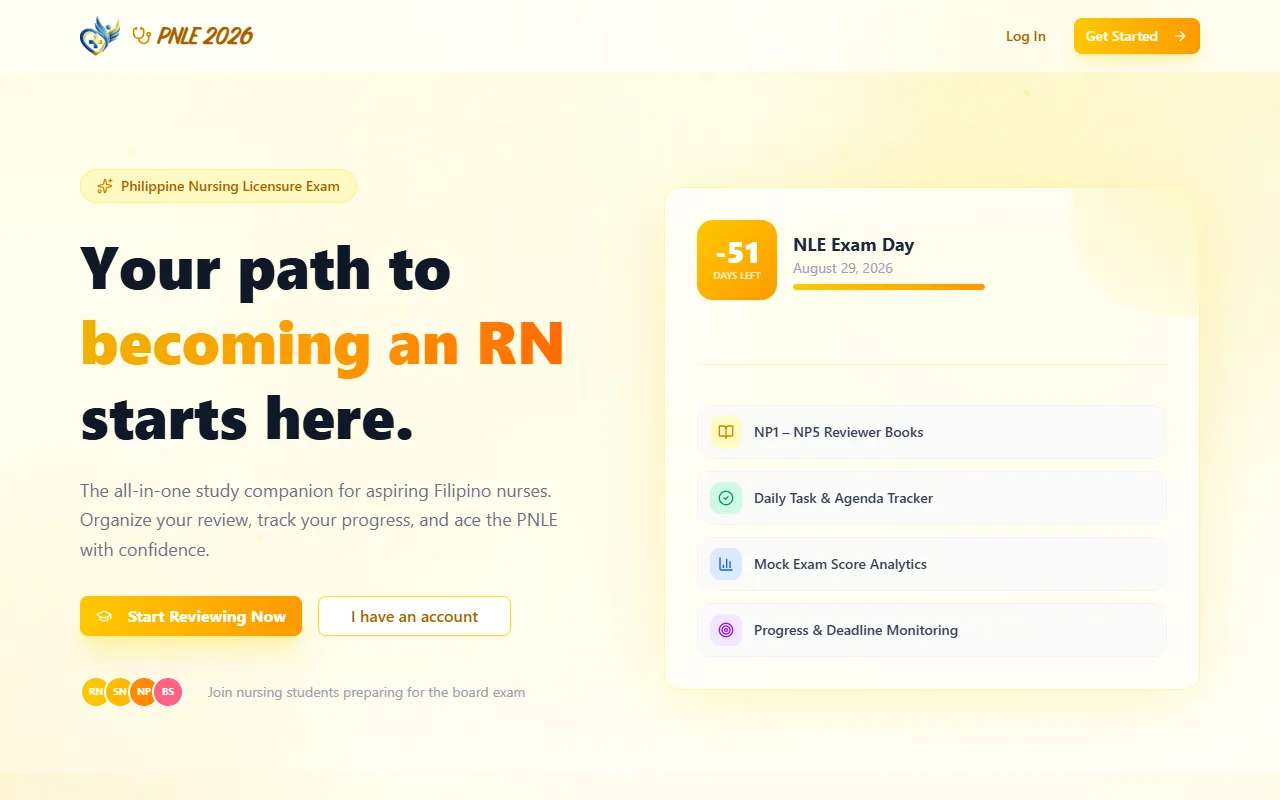 PNLE 2026
Log In
Get Started
Philippine Nursing Licensure Exam
Your path to
becoming an RN
starts here.
The all-in-one study companion for aspiring Filipino nurses.
Organize your review, track your progress, and ace the PNLE
with confidence.
Start Reviewing Now
I have an account
RN SN NP BS
Join nursing students preparing for the board exam
-51
DAYS LEFT
NLE Exam Day
August 29, 2026
NP1 – NP5 Reviewer Books
Daily Task & Agenda Tracker
Mock Exam Score Analytics
Progress & Deadline Monitoring